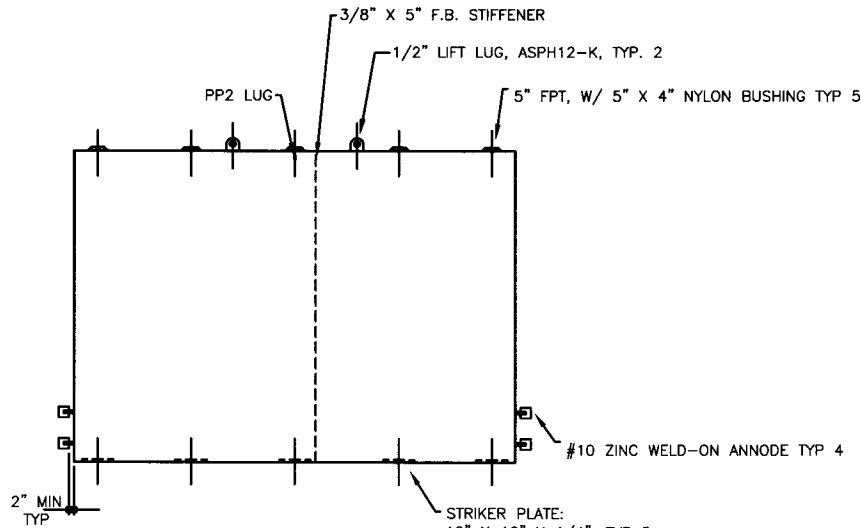 3/8" X 5" F.B. STIFFENER
1/2" LIFT LUG, ASPH12-K, TYP. 2
PP2 LUG
5" FPT, W/ 5" X 4" NYLON BUSHING TYP 5
#10 ZINC WELD-ON ANNODE TYP 4
2" MIN
TYP
STRIKER PLATE: